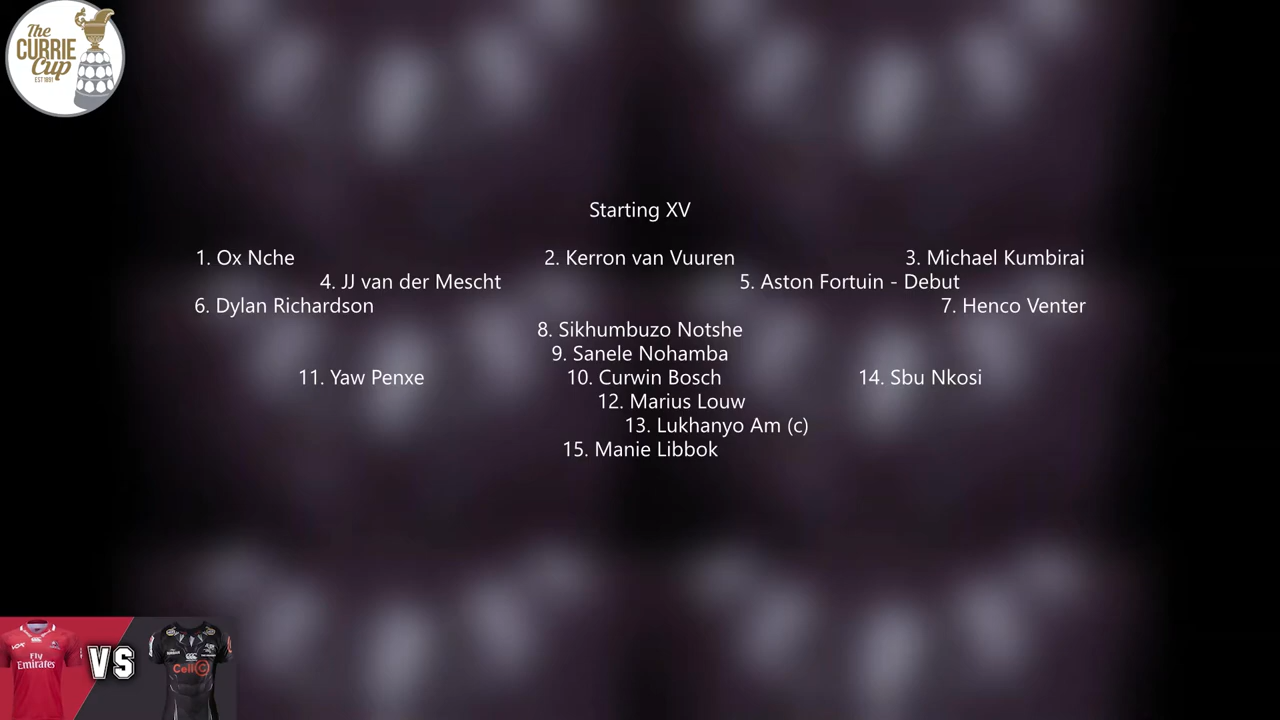 The
CURRIE
Cup
EST 1891
Starting XV
1. Ox Nche 2. Kerron van Vuuren 3. Michael Kumbirai
4. JJ van der Mescht 5. Aston Fortuin - Debut
6. Dylan Richardson 7. Henco Venter
8. Sikhumbuzo Notshe
9. Sanele Nohamba
11. Yaw Penxe 10. Curwin Bosch 14. Sbu Nkosi
12. Marius Louw
13. Lukhanyo Am (c)
15. Manie Libbok
Fly
Emirates
VS
Cell C